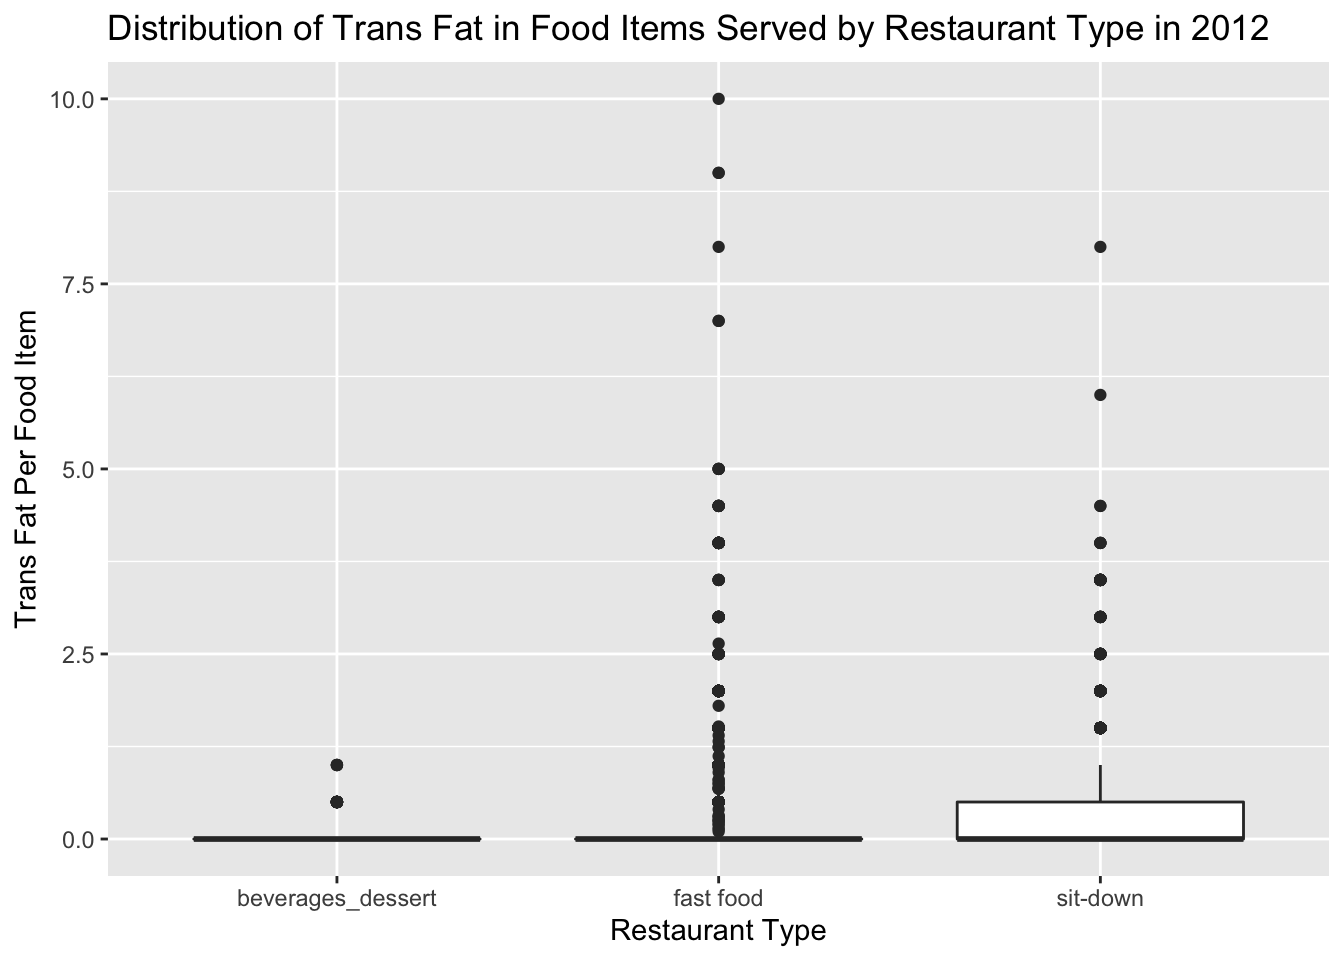 Distribution of Trans Fat in Food Items Served by Restaurant Type in 2012
Trans Fat Per Food Item
10.0
7.5
5.0
2.5
0.0
beverages_dessert
fast food
sit-down
Restaurant Type